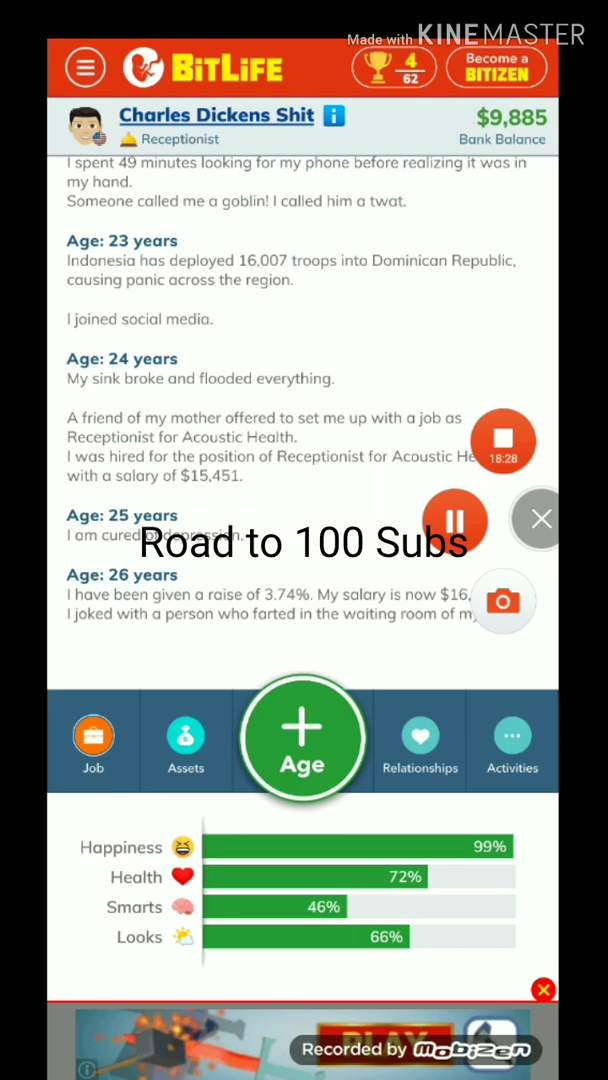 Made with KINEMASTER
BITLIFE
4
62
Become a
BITIZEN
Charles Dickens Shit
$9,885
Receptionist
Bank Balance
I spent 49 minutes looking for my phone before realizing it was in
my hand.
Someone called me a goblin! I called him a twat.
Age: 23 years
Indonesia has deployed 16,007 troops into Dominican Republic,
causing panic across the region.
I joined social media.
Age: 24 years
My sink broke and flooded everything.
A friend of my mother offered to set me up with a job as
Receptionist for Acoustic Health.
I was hired for the position of Receptionist for Acoustic He
with a salary of $15,451.
18:28
Age: 25 years
I am cured of depression.
Road to 100 Subs
Age: 26 years
I have been given a raise of 3.74%. My salary is now $16,
I joked with a person who farted in the waiting room of my
+
Age
Job
Assets
Relationships
Activities
Happiness
99%
Health
72%
Smarts
46%
Looks
66%
PLAY
Recorded by mobizen